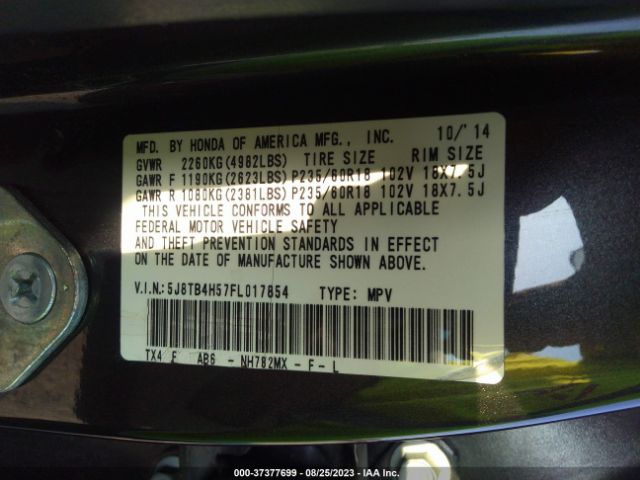 MFD. BY HONDA OF AMERICA MFG., INC. 10/'14
GVWR 2260KG(4982LBS) TIRE SIZE RIM SIZE
GAWR F 1190KG(2623LBS)P235/60R18 102V 18X7.5J
GAWR R 1080KG(2381LBS)P235/60R18 102V 18X7.5J
THIS VEHICLE CONFORMS TO ALL APPLICABLE
FEDERAL MOTOR VEHICLE SAFETY
AND THEFT PREVENTION STANDARDS IN EFFECT
ON THE DATE OF MANUFACTURE SHOWN ABOVE.
V.I.N.:5J8TB4H57FL017854 TYPE: MPV
TX4 AB6 - NH782MX - F - L
000-37377699 - 08/25/2023 - IAA Inc.